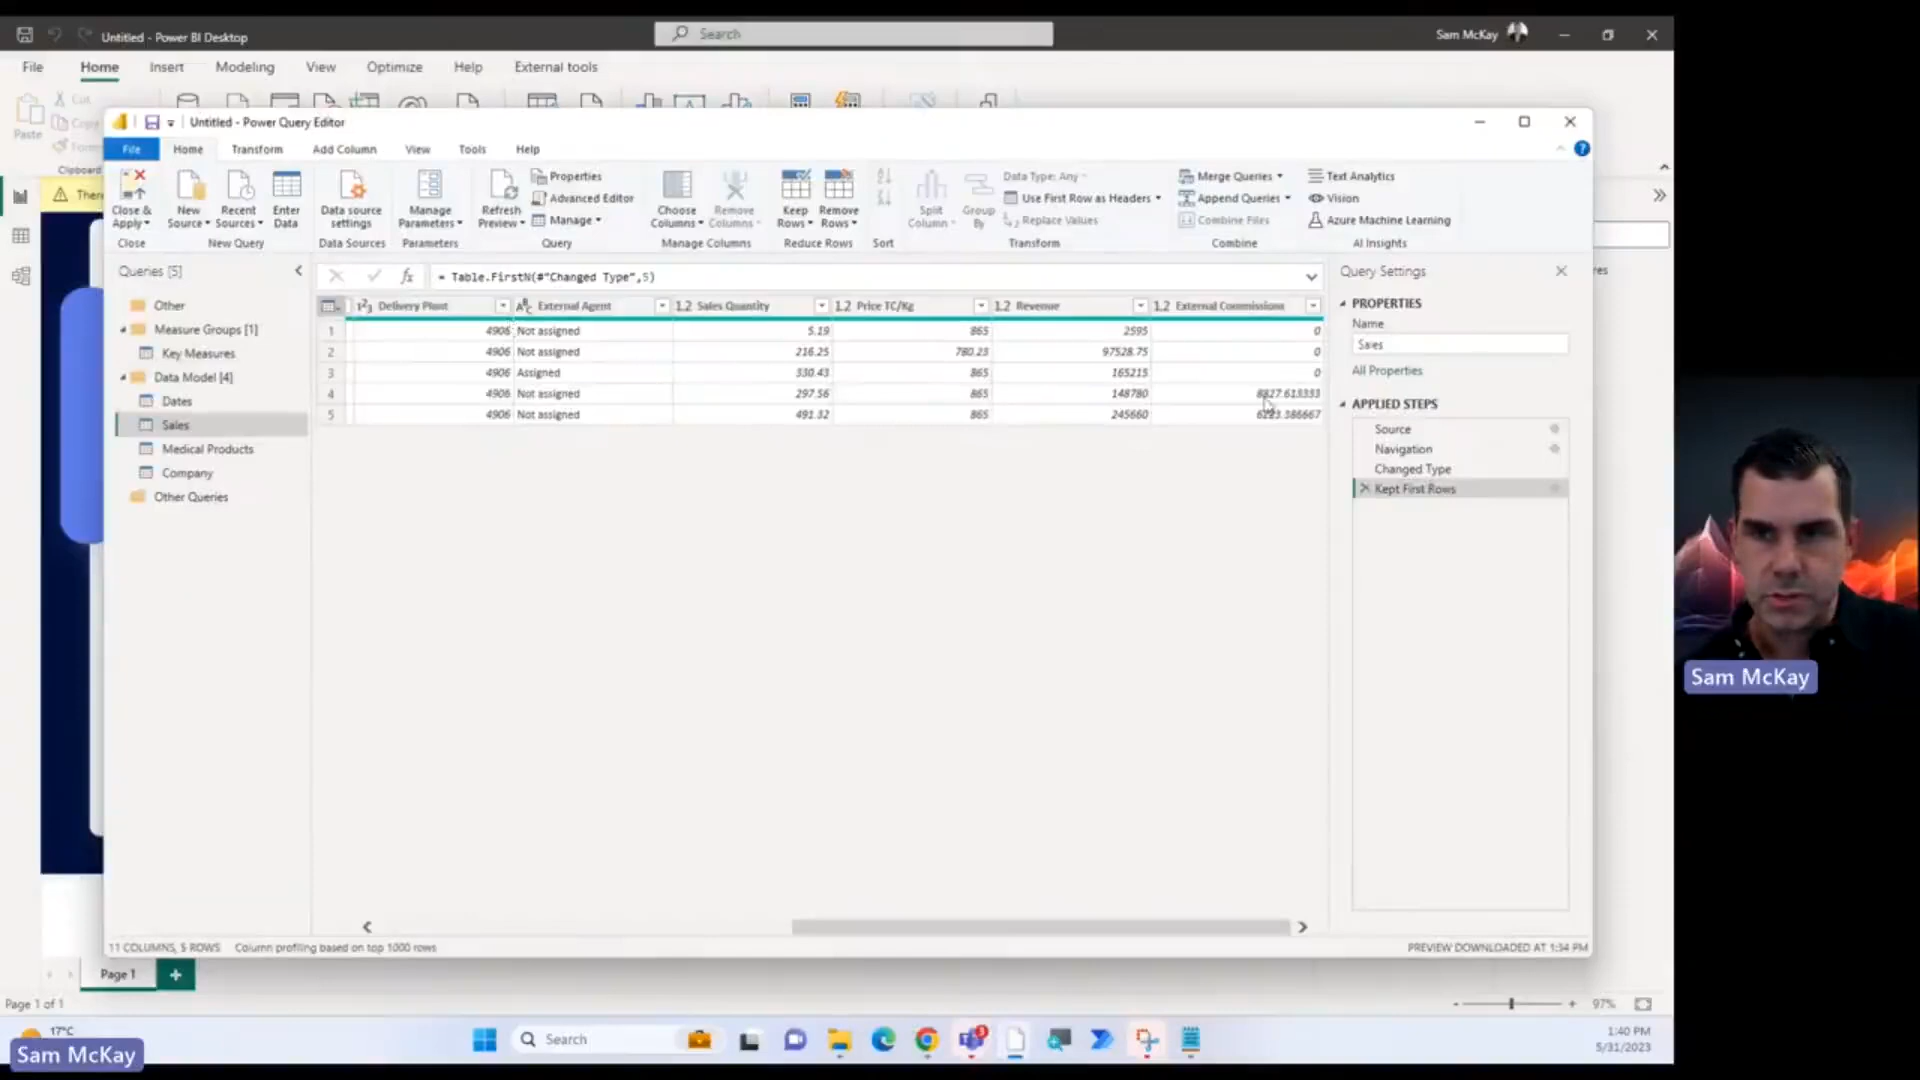 Untitled - Power BI Desktop
Search
Sam McKay
File Home Insert Modeling View Optimize Help External tools
Paste
Cut
Clipboard
Untitled - Power Query Editor
File Home Transform Add Column View Tools Help
Close & Apply
New Source
Recent Sources
Enter Data
Data source settings
Manage Parameters
Refresh Preview
Properties
Advanced Editor
Manage
Choose Columns
Remove Columns
Keep Rows
Remove Rows
Split Column
Group By
Data Type: Any
Use First Row as Headers
Replace Values
Merge Queries
Append Queries
Combine Files
Text Analytics
Vision
Azure Machine Learning
Close
New Query
Data Sources
Parameters
Query
Manage Columns
Reduce Rows
Sort
Transform
Combine
AI Insights
Queries [5]
= Table.FirstN(#"Changed Type",5)
Query Settings
Other
Measure Groups [1]
Key Measures
Data Model [4]
Dates
Sales
Medical Products
Company
Other Queries
Delivery Plant External Agent 1.2 Sales Quantity 1.2 Price TC/Kg 1.2 Revenue 1.2 External Commissions
1 4906 Not assigned 5.19 865 2595 0
2 4906 Not assigned 216.25 780.23 97528.75 0
3 4906 Assigned 330.43 865 165215 0
4 4906 Not assigned 297.56 865 148780 8827.613333
5 4906 Not assigned 491.32 865 245660
PROPERTIES
Name
Sales
All Properties
APPLIED STEPS
Source
Navigation
Changed Type
Kept First Rows
11 COLUMNS, 5 ROWS Column profiling based on top 1000 rows
PREVIEW DOWNLOADED AT 1:34 PM
Page 1
Page 1 of 1
97%
17°C
Search
1:40 PM
5/31/2023
Sam McKay
Sam McKay